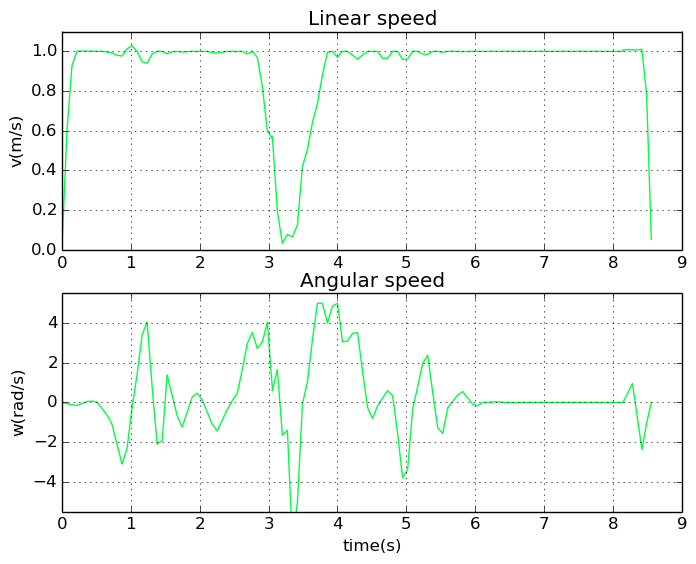 Linear speed
v(m/s)
1.0
0.8
0.6
0.4
0.2
0.0
0 1 2 3 4 5 6 7 8 9
Angular speed
w(rad/s)
4
2
0
−2
−4
0 1 2 3 4 5 6 7 8 9
time(s)